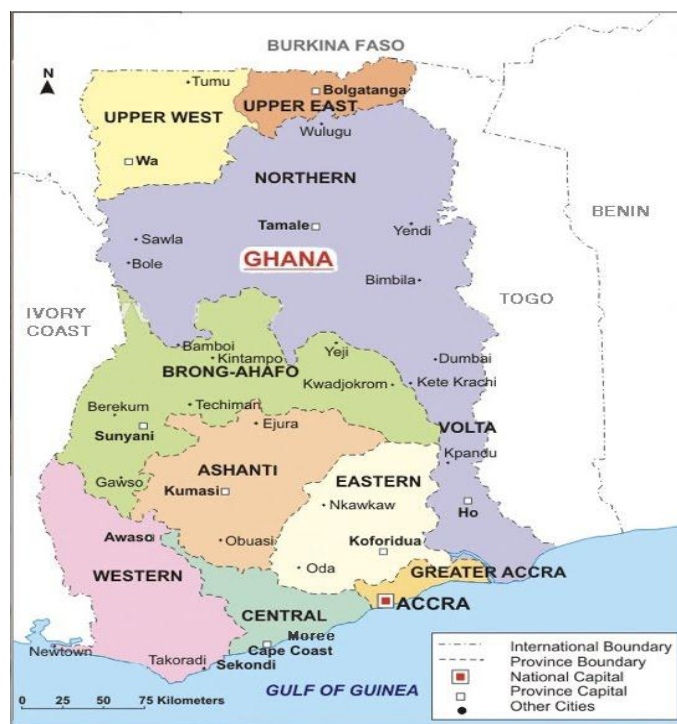 BURKINA FASO
N
Tumu
Bolgatanga
UPPER EAST
UPPER WEST
Wulugu
Wa
NORTHERN
BENIN
Tamale
Yendi
Sawla
GHANA
Bole
Bimbila
TOGO
IVORY
COAST
Bamboi
Yeji
Kintampo
Dumbai
BRONG-AHAFO
Kwadjokrom
Kete Krachi
Techiman
Berekum
Ejura
Sunyani
VOLTA
Kpandu
ASHANTI
EASTERN
Gawso
Kumasi
Nkawkaw
Ho
Awaso
Obuasi
Koforidua
Oda
GREATER ACCRA
WESTERN
ACCRA
CENTRAL
Moree
Cape Coast
Newtown
Takoradi
Sekondi
GULF OF GUINEA
0 25 50 75 Kilometers
International Boundary
Province Boundary
National Capital
Province Capital
Other Cities